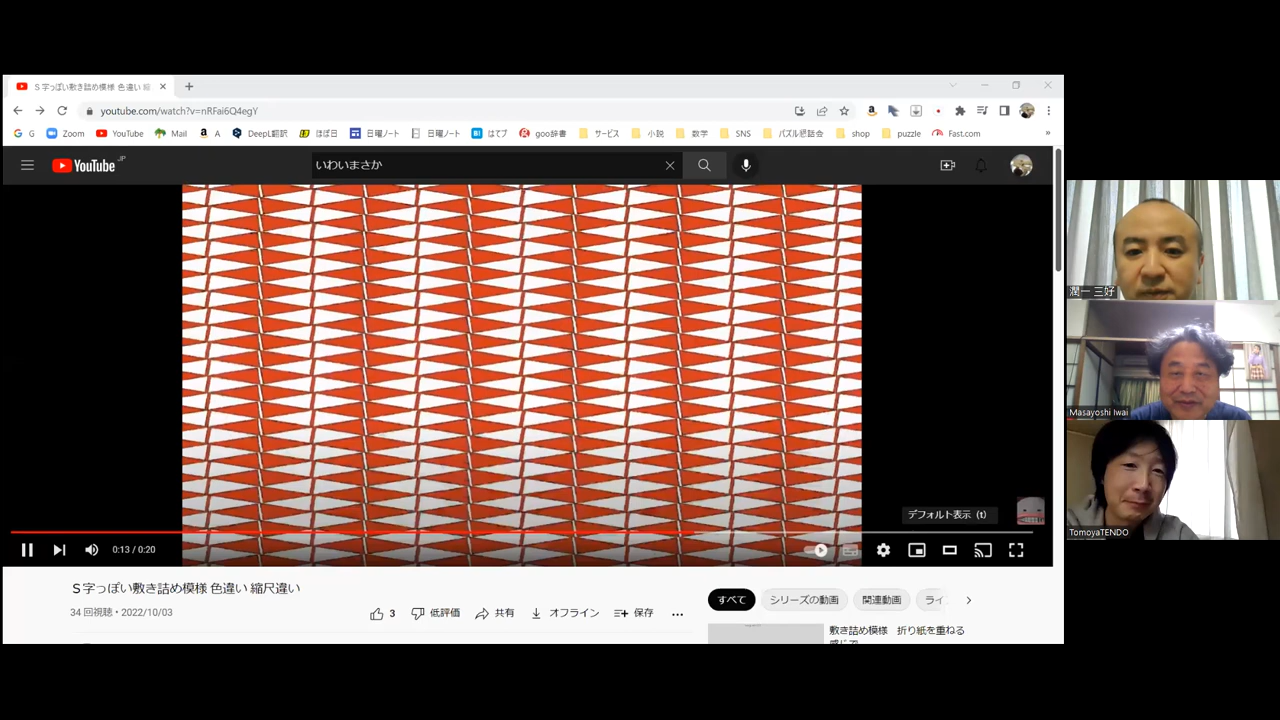 Ｓ字っぽい敷き詰め模様 色違い 縮
youtube.com/watch?v=nRFai6Q4egY
G Zoom YouTube Mail A DeepL翻訳 ほぼ日 日曜ノート 日曜ノート はてブ goo辞書 サービス 小説 数学 SNS パズル懇話会 shop puzzle Fast.com »
YouTube JP
いわいまさか
潤一 三好
Masayoshi Iwai
TomoyaTENDO
デフォルト表示（t）
0:13 / 0:20
Ｓ字っぽい敷き詰め模様 色違い 縮尺違い
34 回視聴・2022/10/03
3 低評価 共有 オフライン 保存
すべて シリーズの動画 関連動画 ライ
敷き詰め模様　折り紙を重ねる